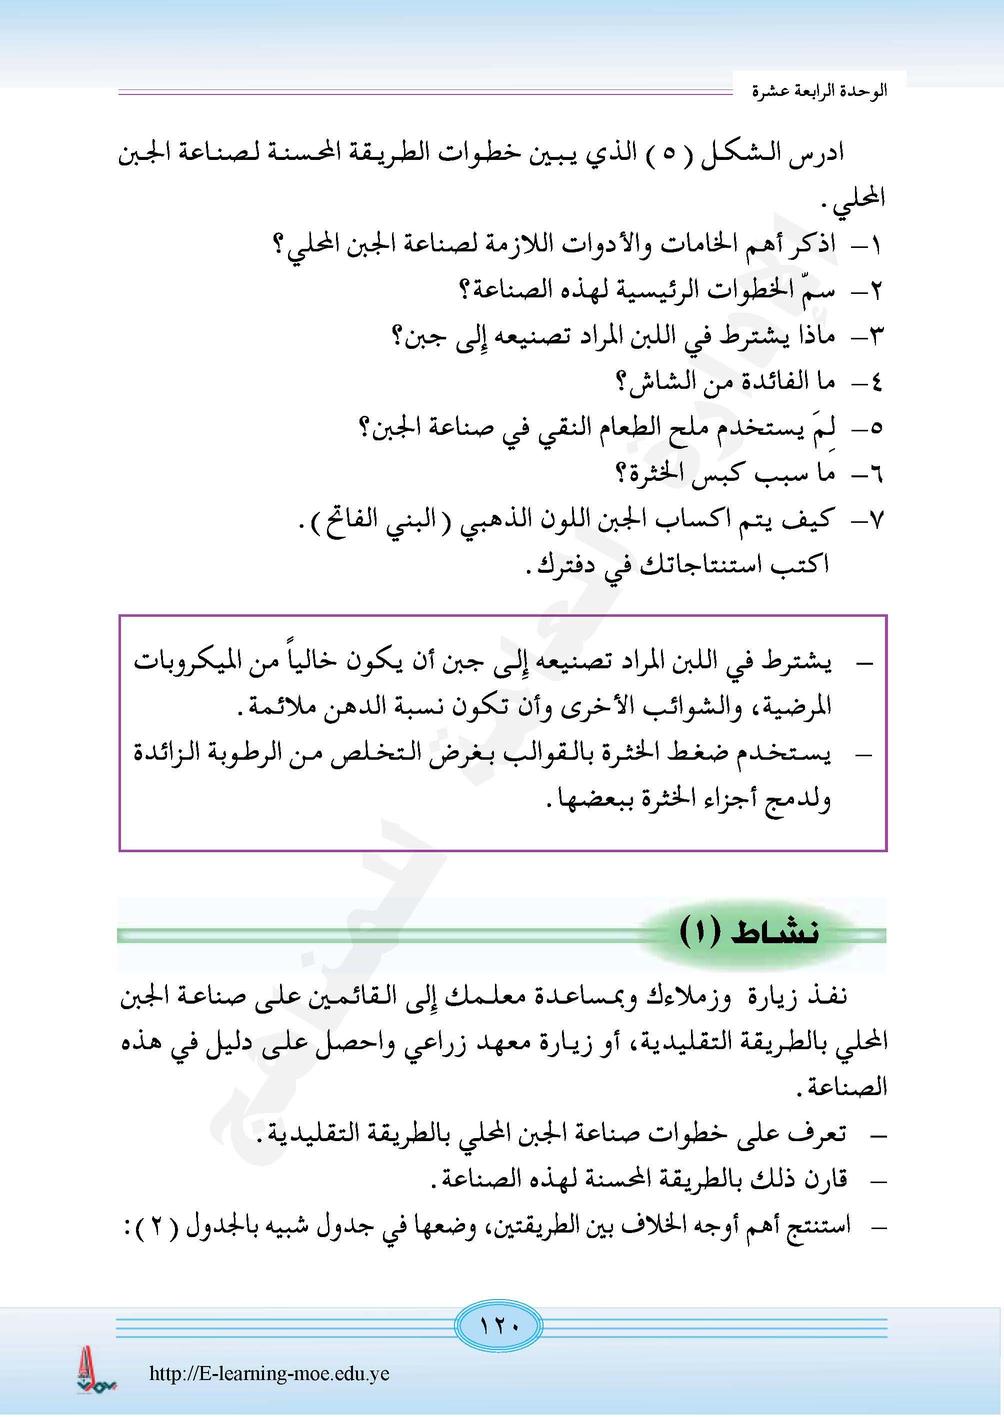 الوحدة الرابعة عشرة
ادرس الشكل ( ٥ ) الذي يبين خطوات الطريقة المحسنة لصناعة الجبن
المحلي .
١– اذكر أهم الخامات والأدوات اللازمة لصناعة الجبن المحلي؟
٢– سمّ الخطوات الرئيسية لهذه الصناعة؟
٣– ماذا يشترط في اللبن المراد تصنيعه إلى جبن؟
٤– ما الفائدة من الشاش؟
٥– لِمَ يستخدم ملح الطعام النقي في صناعة الجبن؟
٦– ما سبب كبس الخثرة؟
٧– كيف يتم اكساب الجبن اللون الذهبي ( البني الفاتح ) .
اكتب استنتاجاتك في دفترك .
– يشترط في اللبن المراد تصنيعه إلى جبن أن يكون خالياً من الميكروبات
المرضية، والشوائب الأخرى وأن تكون نسبة الدهن ملائمة .
– يستخدم ضغط الخثرة بالقوالب بغرض التخلص من الرطوبة الزائدة
ولدمج أجزاء الخثرة ببعضها .
نشاط (١)
نفذ زيارة وزملاءك وبمساعدة معلمك إلى القائمين على صناعة الجبن
المحلي بالطريقة التقليدية، أو زيارة معهد زراعي واحصل على دليل في هذه
الصناعة .
– تعرف على خطوات صناعة الجبن المحلي بالطريقة التقليدية .
– قارن ذلك بالطريقة المحسنة لهذه الصناعة .
– استنتج أهم أوجه الخلاف بين الطريقتين، وضعها في جدول شبيه بالجدول ( ٢ ) :
١٢٠
http://E-learning-moe.edu.ye
الإدارة العامة للمناهج